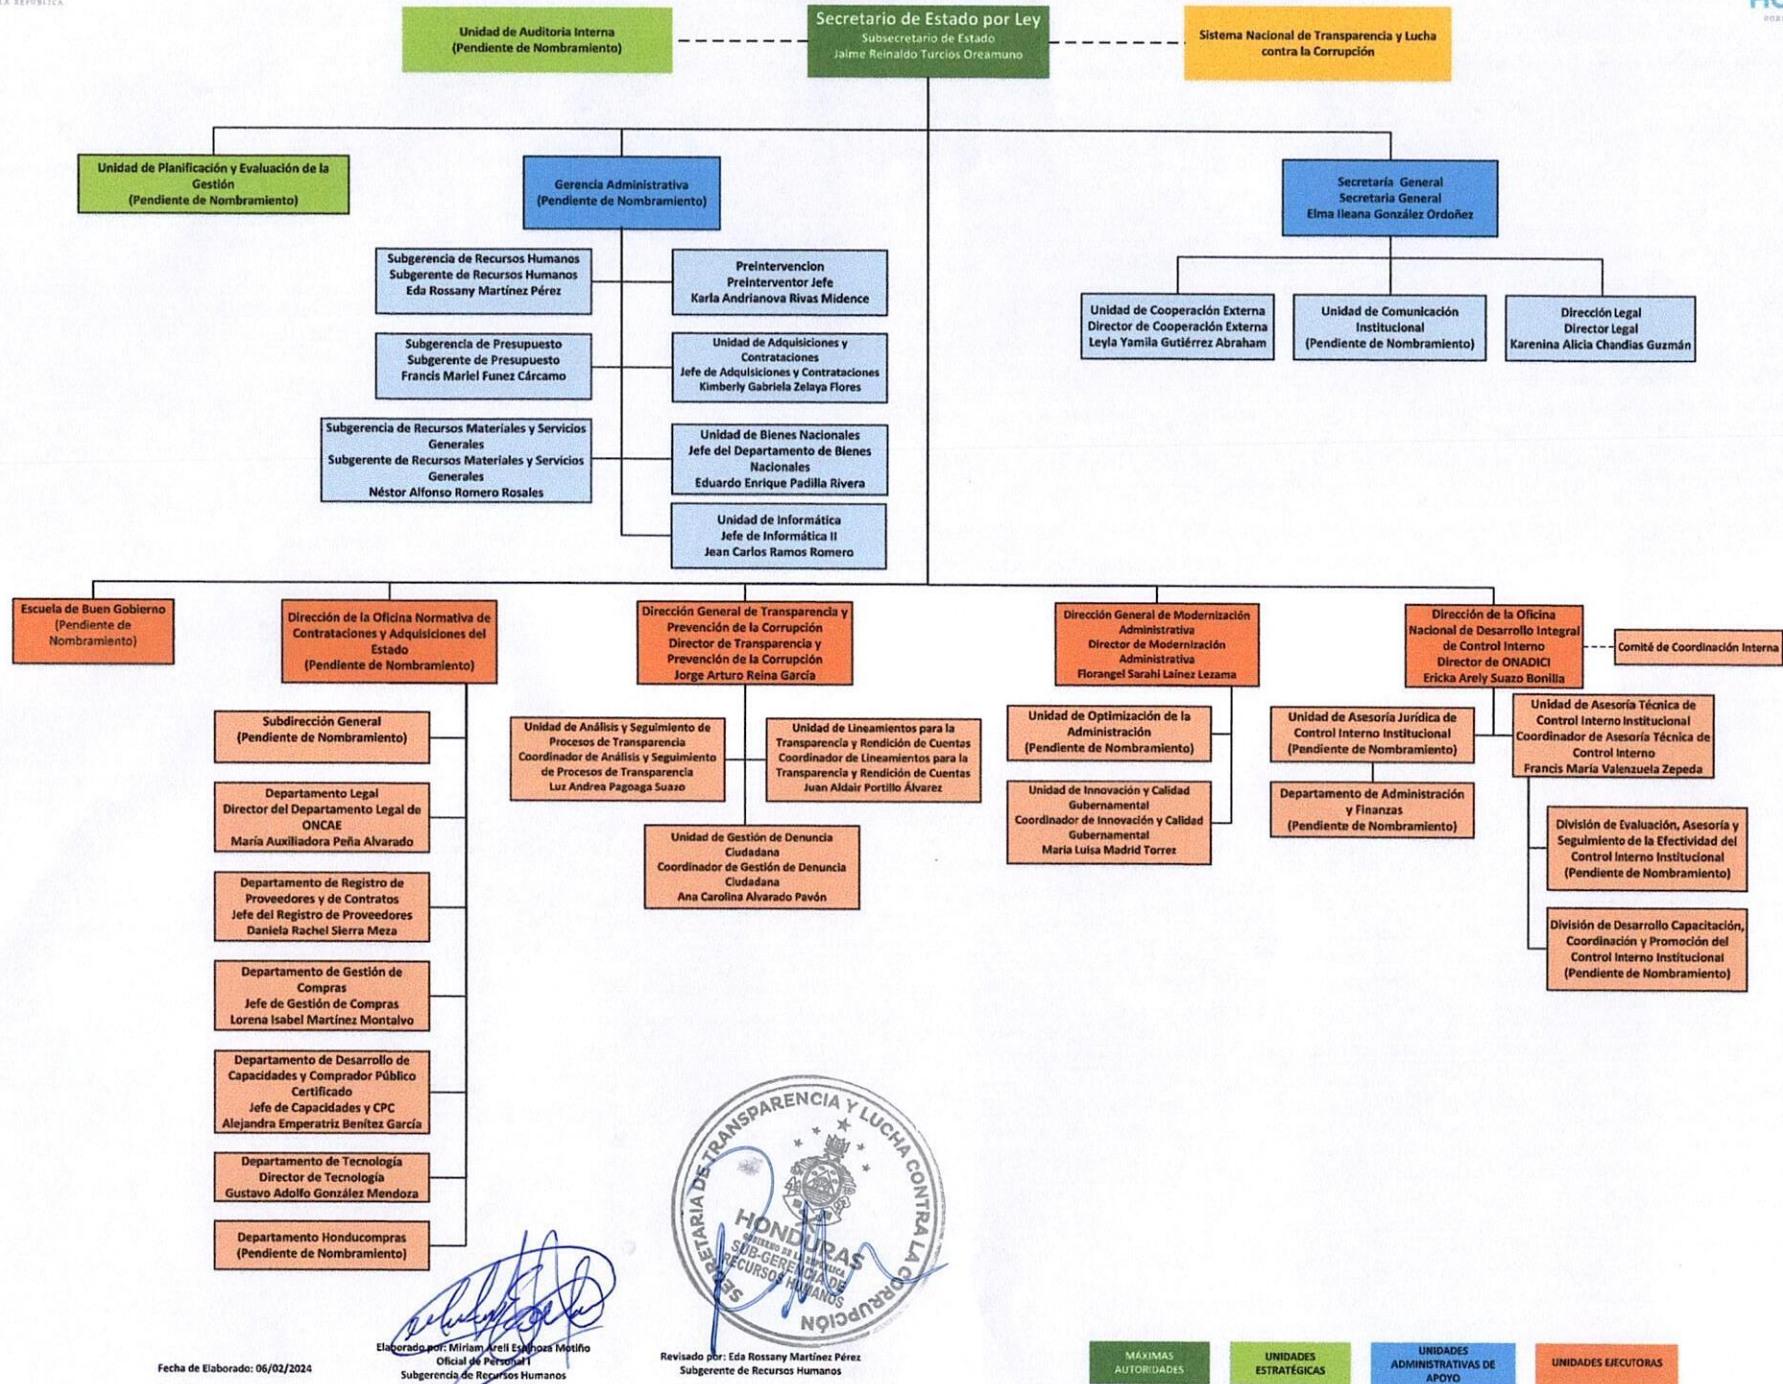 LA REPÚBLICA
Unidad de Auditoria Interna
(Pendiente de Nombramiento)
Secretario de Estado por Ley
Subsecretario de Estado
Jaime Reinaldo Turcios Oreamuno
Sistema Nacional de Transparencia y Lucha
contra la Corrupción
Unidad de Planificación y Evaluación de la
Gestión
(Pendiente de Nombramiento)
Gerencia Administrativa
(Pendiente de Nombramiento)
Secretaría General
Secretaria General
Elma Ileana González Ordoñez
Subgerencia de Recursos Humanos
Subgerente de Recursos Humanos
Eda Rossany Martínez Pérez
Preintervencion
Preinterventor Jefe
Karla Andrianova Rivas Midence
Subgerencia de Presupuesto
Subgerente de Presupuesto
Francis Mariel Funez Cárcamo
Unidad de Adquisiciones y
Contrataciones
Jefe de Adquisiciones y Contrataciones
Kimberly Gabriela Zelaya Flores
Subgerencia de Recursos Materiales y Servicios
Generales
Subgerente de Recursos Materiales y Servicios
Generales
Néstor Alfonso Romero Rosales
Unidad de Bienes Nacionales
Jefe del Departamento de Bienes
Nacionales
Eduardo Enrique Padilla Rivera
Unidad de Informática
Jefe de Informática II
Jean Carlos Ramos Romero
Unidad de Cooperación Externa
Director de Cooperación Externa
Leyla Yamila Gutiérrez Abraham
Unidad de Comunicación
Institucional
(Pendiente de Nombramiento)
Dirección Legal
Director Legal
Karenina Alicia Chandias Guzmán
Escuela de Buen Gobierno
(Pendiente de
Nombramiento)
Dirección de la Oficina Normativa de
Contrataciones y Adquisiciones del
Estado
(Pendiente de Nombramiento)
Dirección General de Transparencia y
Prevención de la Corrupción
Director de Transparencia y
Prevención de la Corrupción
Jorge Arturo Reina García
Dirección General de Modernización
Administrativa
Director de Modernización
Administrativa
Florangel Sarahi Laínez Lezama
Dirección de la Oficina
Nacional de Desarrollo Integral
de Control Interno
Director de ONADICI
Ericka Arely Suazo Bonilla
Comité de Coordinación Interna
Subdirección General
(Pendiente de Nombramiento)
Departamento Legal
Director del Departamento Legal de
ONCAE
María Auxiliadora Peña Alvarado
Departamento de Registro de
Proveedores y de Contratos
Jefe del Registro de Proveedores
Daniela Rachel Sierra Meza
Departamento de Gestión de
Compras
Jefe de Gestión de Compras
Lorena Isabel Martínez Montalvo
Departamento de Desarrollo de
Capacidades y Comprador Público
Certificado
Jefe de Capacidades y CPC
Alejandra Emperatriz Benítez García
Departamento de Tecnología
Director de Tecnología
Gustavo Adolfo González Mendoza
Departamento Honducompras
(Pendiente de Nombramiento)
Unidad de Análisis y Seguimiento de
Procesos de Transparencia
Coordinador de Análisis y Seguimiento
de Procesos de Transparencia
Luz Andrea Pagoaga Suazo
Unidad de Lineamientos para la
Transparencia y Rendición de Cuentas
Coordinador de Lineamientos para la
Transparencia y Rendición de Cuentas
Juan Aldair Portillo Álvarez
Unidad de Gestión de Denuncia
Ciudadana
Coordinador de Gestión de Denuncia
Ciudadana
Ana Carolina Alvarado Pavón
Unidad de Optimización de la
Administración
(Pendiente de Nombramiento)
Unidad de Innovación y Calidad
Gubernamental
Coordinador de Innovación y Calidad
Gubernamental
Maria Luisa Madrid Torrez
Unidad de Asesoría Jurídica de
Control Interno Institucional
(Pendiente de Nombramiento)
Departamento de Administración
y Finanzas
(Pendiente de Nombramiento)
Unidad de Asesoría Técnica de
Control Interno Institucional
Coordinador de Asesoría Técnica de
Control Interno
Francis María Valenzuela Zepeda
División de Evaluación, Asesoría y
Seguimiento de la Efectividad del
Control Interno Institucional
(Pendiente de Nombramiento)
División de Desarrollo Capacitación,
Coordinación y Promoción del
Control Interno Institucional
(Pendiente de Nombramiento)
SECRETARIA DE TRANSPARENCIA Y LUCHA CONTRA LA CORRUPCIÓN
HONDURAS
GOBIERNO DE LA REPÚBLICA
SUB-GERENCIA DE
RECURSOS HUMANOS
Fecha de Elaborado: 06/02/2024
Elaborado por: Miriam Areli Espinoza Motiño
Oficial de Personal I
Subgerencia de Recursos Humanos
Revisado por: Eda Rossany Martínez Pérez
Subgerente de Recursos Humanos
MÁXIMAS
AUTORIDADES
UNIDADES
ESTRATÉGICAS
UNIDADES
ADMINISTRATIVAS DE
APOYO
UNIDADES EJECUTORAS